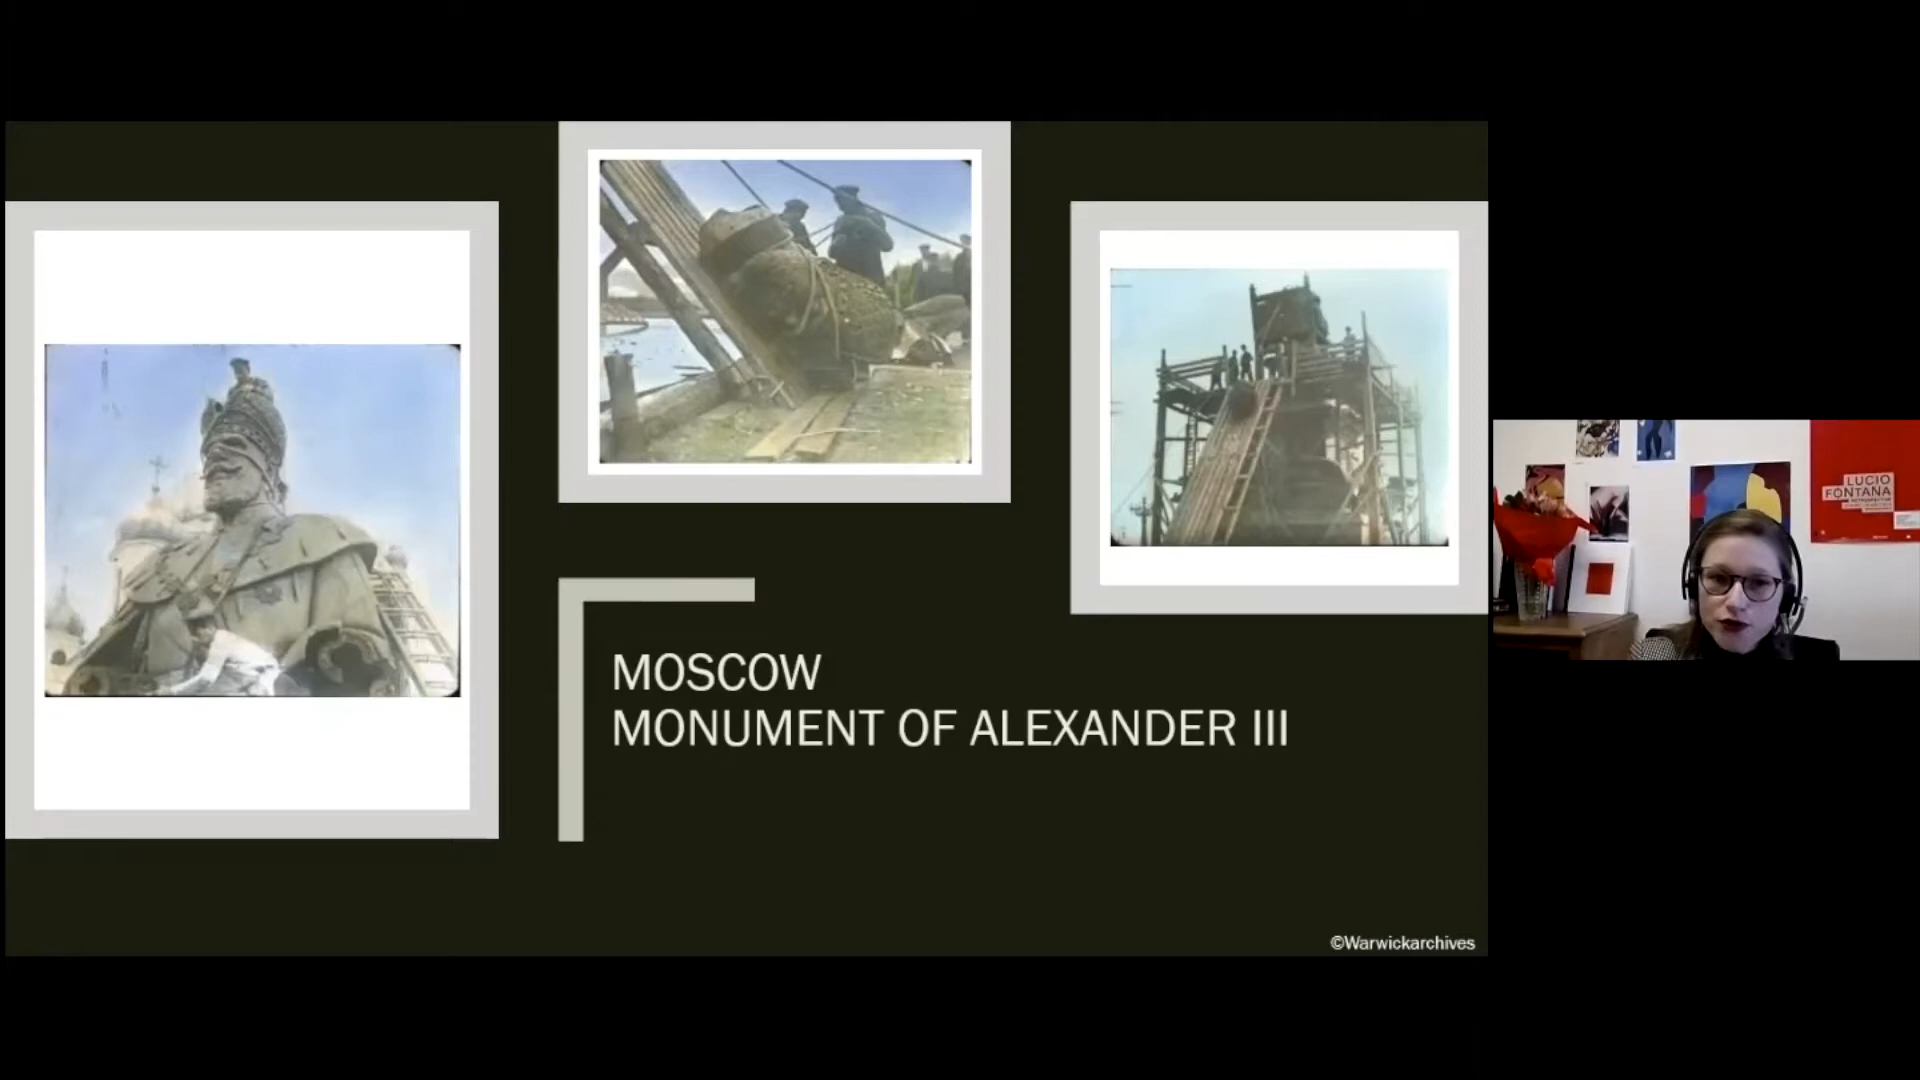 MOSCOW
MONUMENT OF ALEXANDER III
©Warwickarchives
LUCIO
FONTANA